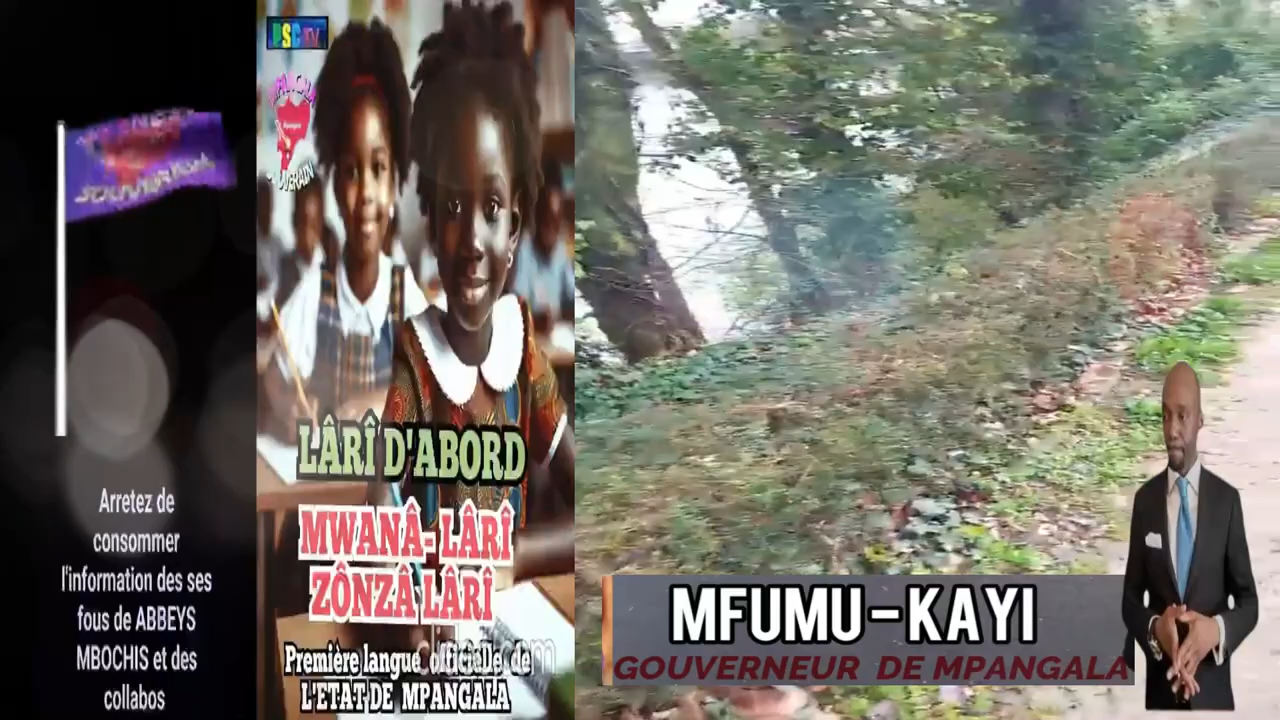 SOUVERAIN
Arretez de
consommer
l'information des ses
fous de ABBEYS
MBOCHIS et des
collabos
LÂRÎ D'ABORD
MWANÂ- LÂRÎ
ZÔNZÂ LÂRÎ
Première langue officielle de
L'ETAT DE MPANGALA
MFUMU-KAYI
GOUVERNEUR DE MPANGALA